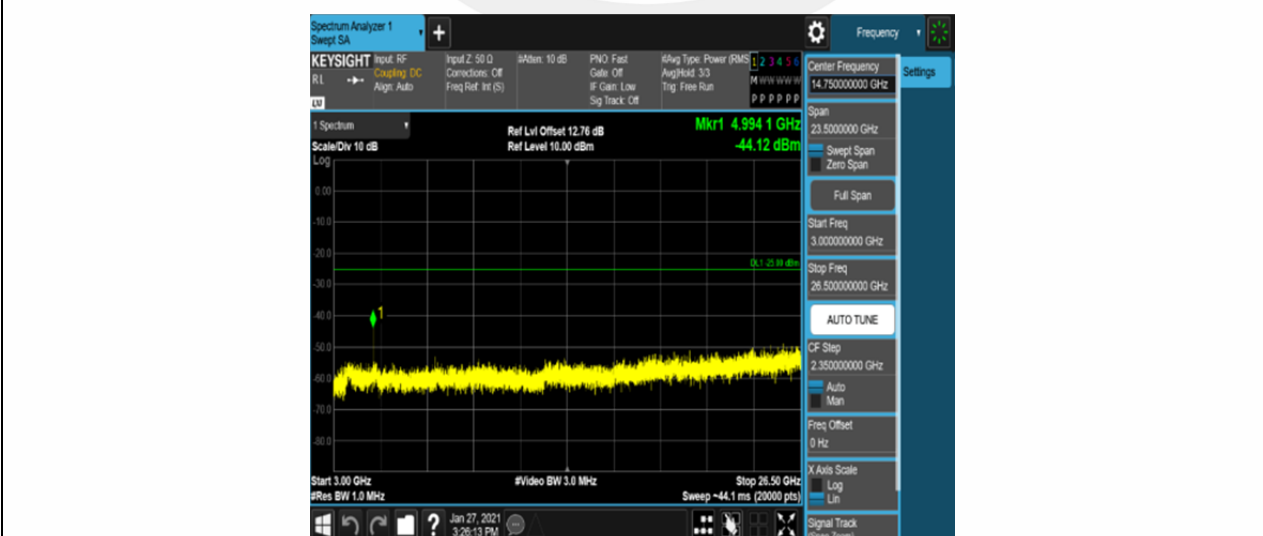 Spectrum Analyzer 1
Swept SA
+
Frequency
KEYSIGHT Input: RF
RL
Coupling: DC
Align: Auto
LXI
Input Z: 50 Ω
Corrections: Off
Freq Ref: Int (S)
#Atten: 10 dB
PNO: Fast
Gate: Off
IF Gain: Low
Sig Track: Off
#Avg Type: Power (RMS
Avg|Hold: 3/3
Trig: Free Run
1 2 3 4 5 6
M W W W W W
P P P P P P
1 Spectrum
Scale/Div 10 dB
Log
Ref Lvl Offset 12.76 dB
Ref Level 10.00 dBm
Mkr1 4.994 1 GHz
-44.12 dBm
0.00
-10.0
-20.0
-30.0
-40.0
-50.0
-60.0
-70.0
-80.0
DL1 -25.00 dBm
1
Start 3.00 GHz
#Res BW 1.0 MHz
#Video BW 3.0 MHz
Stop 26.50 GHz
Sweep ~44.1 ms (20000 pts)
?
Jan 27, 2021
3:26:13 PM
Center Frequency
14.750000000 GHz
Settings
Span
23.5000000 GHz
Swept Span
Zero Span
Full Span
Start Freq
3.000000000 GHz
Stop Freq
26.500000000 GHz
AUTO TUNE
CF Step
2.350000000 GHz
Auto
Man
Freq Offset
0 Hz
X Axis Scale
Log
Lin
Signal Track